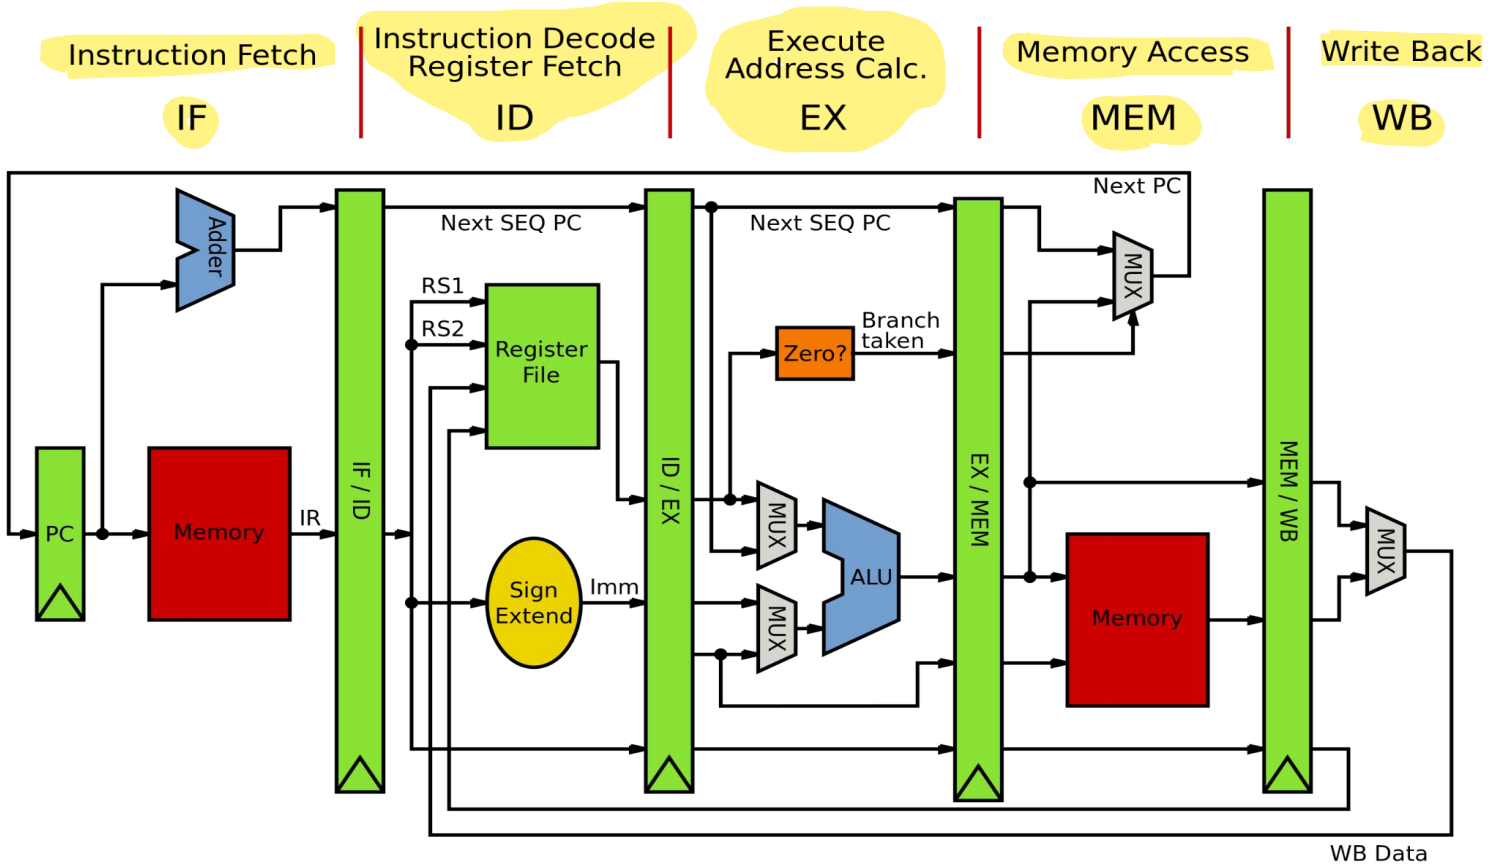 Instruction Fetch
IF
Instruction Decode
Register Fetch
ID
Execute
Address Calc.
EX
Memory Access
MEM
Write Back
WB
Next PC
Adder
Next SEQ PC
Next SEQ PC
MUX
RS1
RS2
Register
File
Zero?
Branch
taken
PC
Memory
IR
IF / ID
ID / EX
EX / MEM
MEM / WB
MUX
MUX
ALU
Sign
Extend
Imm
MUX
Memory
WB Data